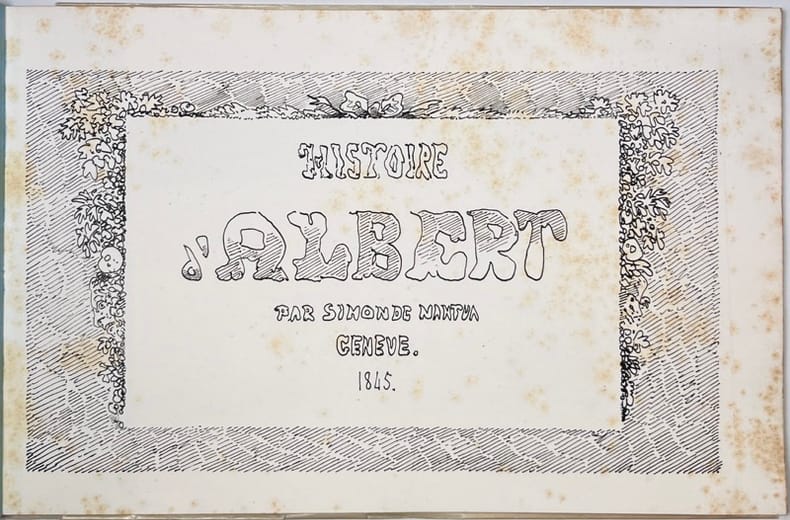 HISTOIRE
d'ALBERT
PAR SIMON DE NANTUA
GENEVE.
1845.